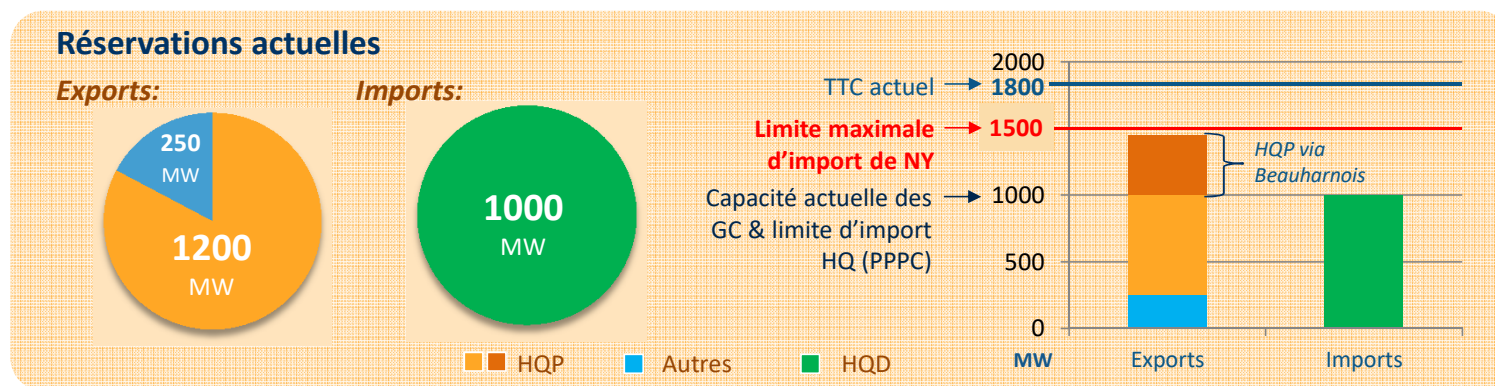 Réservations actuelles
Exports:
Imports:
250
MW
1200
MW
1000
MW
HQP
Autres
HQD
TTC actuel
Limite maximale
d'import de NY
Capacité actuelle des
GC & limite d'import
HQ (PPPC)
2000
1800
1500
1000
500
0
MW
HQP via
Beauharnois
Exports
Imports